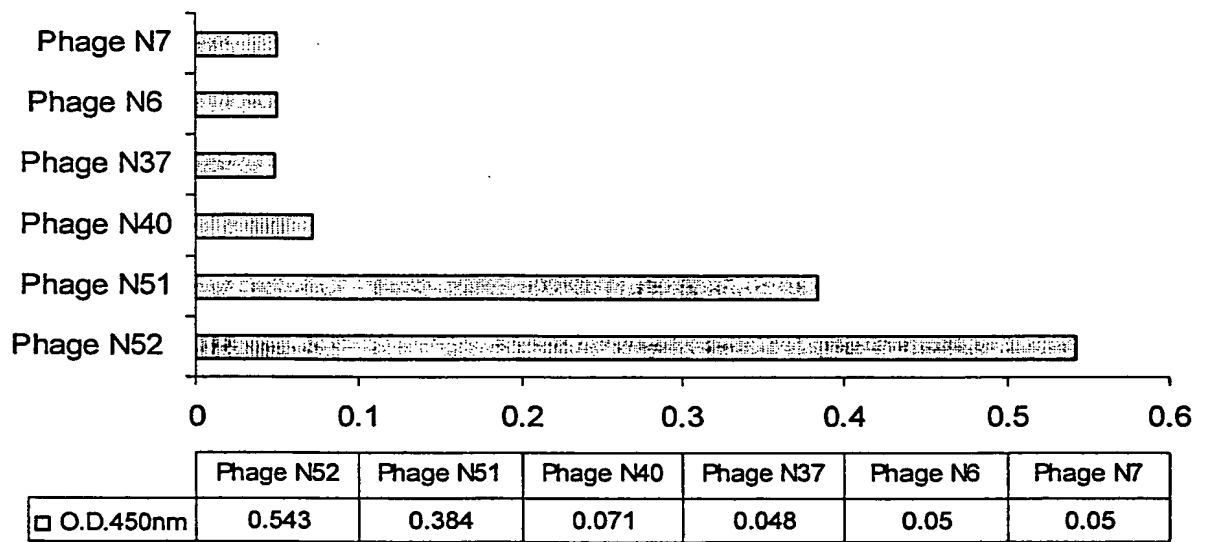 Phage N7
Phage N6
Phage N37
Phage N40
Phage N51
Phage N52
0 0.1 0.2 0.3 0.4 0.5 0.6
Phage N52 Phage N51 Phage N40 Phage N37 Phage N6 Phage N7
O.D.450nm 0.543 0.384 0.071 0.048 0.05 0.05